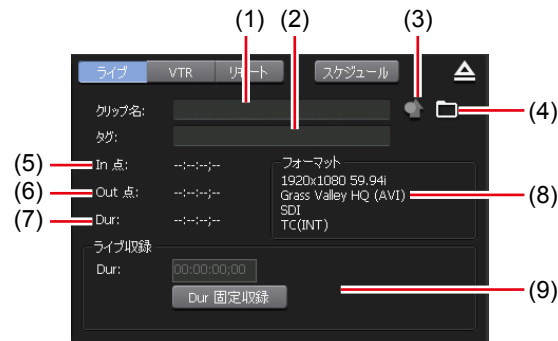 (1) (2) (3)
ライブ VTR リモート スケジュール
クリップ名: (4)
タグ:
(5) In 点: --:--:--;-- フォーマット
1920x1080 59.94i
(6) Out 点: --:--:--;-- Grass Valley HQ (AVI) (8)
SDI
(7) Dur: --:--:--;-- TC(INT)
ライブ収録
Dur: 00:00:00;00
(9)
Dur 固定収録